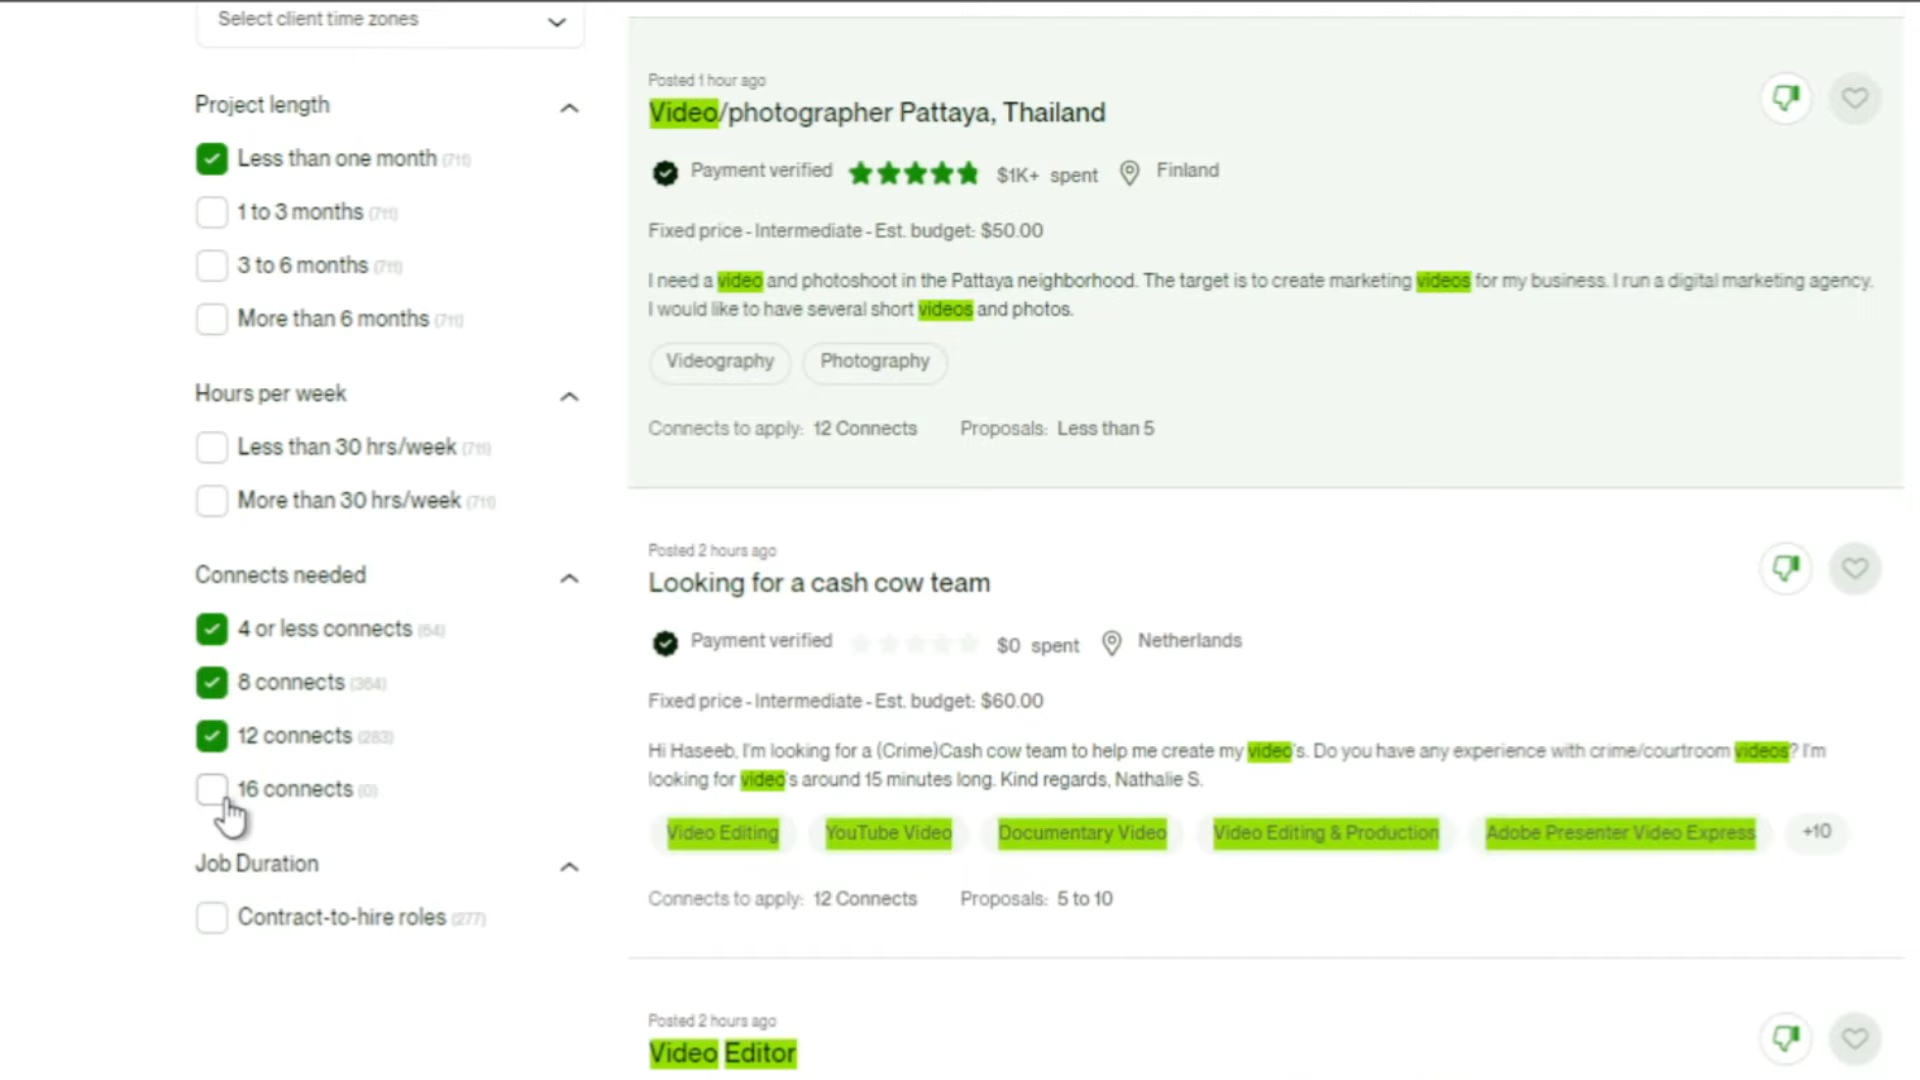 Select client time zones
Project length
Less than one month (711)
1 to 3 months (711)
3 to 6 months (711)
More than 6 months (711)
Hours per week
Less than 30 hrs/week (711)
More than 30 hrs/week (711)
Connects needed
4 or less connects (64)
8 connects (364)
12 connects (283)
16 connects (0)
Job Duration
Contract-to-hire roles (277)
Posted 1 hour ago
Video/photographer Pattaya, Thailand
Payment verified $1K+ spent Finland
Fixed price - Intermediate - Est. budget: $50.00
I need a video and photoshoot in the Pattaya neighborhood. The target is to create marketing videos for my business. I run a digital marketing agency.
I would like to have several short videos and photos.
Videography Photography
Connects to apply: 12 Connects Proposals: Less than 5
Posted 2 hours ago
Looking for a cash cow team
Payment verified $0 spent Netherlands
Fixed price - Intermediate - Est. budget: $60.00
Hi Haseeb, I'm looking for a (Crime)Cash cow team to help me create my video's. Do you have any experience with crime/courtroom videos? I'm
looking for video's around 15 minutes long. Kind regards, Nathalie S.
Video Editing YouTube Video Documentary Video Video Editing & Production Adobe Presenter Video Express +10
Connects to apply: 12 Connects Proposals: 5 to 10
Posted 2 hours ago
Video Editor